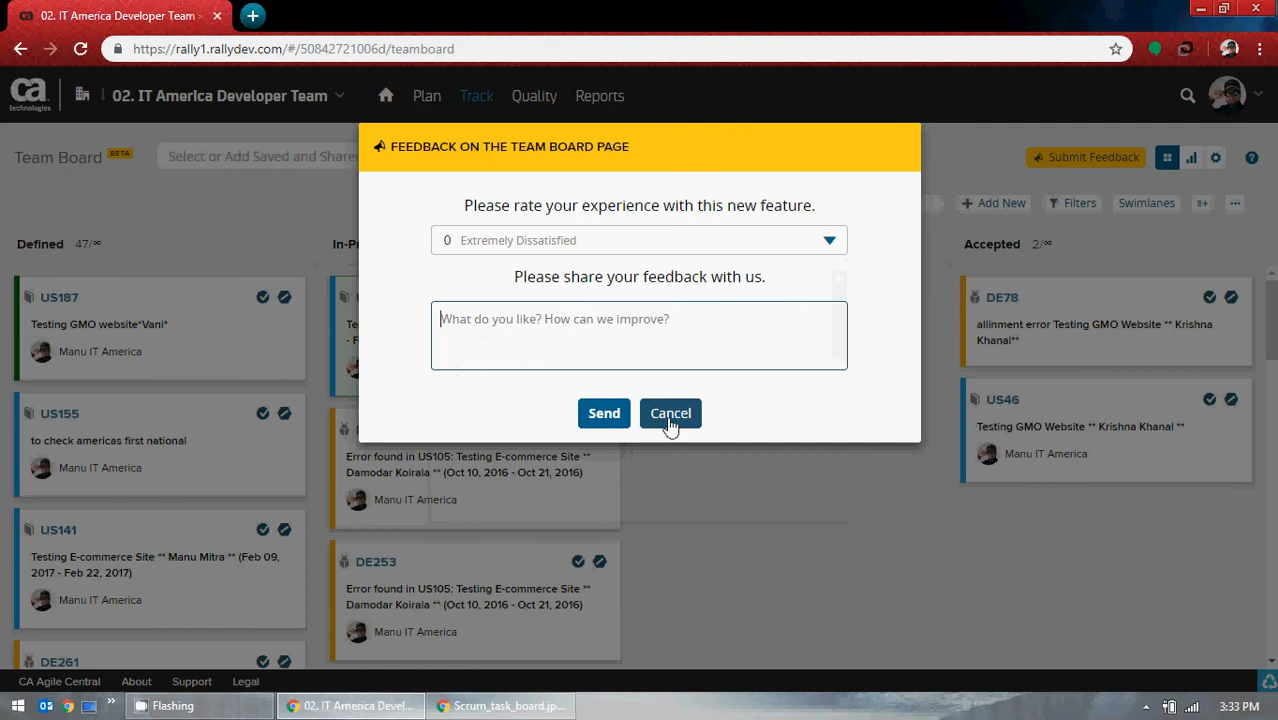 02. IT America Developer Team
https://rally1.rallydev.com/#/50842721006d/teamboard
ca
technologies
02. IT America Developer Team
Plan
Track
Quality
Reports
Team Board BETA
Select or Add Saved and Shared
Submit Feedback
Add New
Filters
Swimlanes
FEEDBACK ON THE TEAM BOARD PAGE
Please rate your experience with this new feature.
0 Extremely Dissatisfied
Please share your feedback with us.
What do you like? How can we improve?
Send
Cancel
Defined 47/∞
US187
Testing GMO website*Vani*
Manu IT America
US155
to check americas first national
Manu IT America
US141
Testing E-commerce Site ** Manu Mitra ** (Feb 09,
2017 - Feb 22, 2017)
Manu IT America
DE261
Error found in US105: Testing E-commerce Site **
Damodar Koirala ** (Oct 10, 2016 - Oct 21, 2016)
Manu IT America
DE253
Error found in US105: Testing E-commerce Site **
Damodar Koirala ** (Oct 10, 2016 - Oct 21, 2016)
Manu IT America
Accepted 2/∞
DE78
allinment error Testing GMO Website ** Krishna
Khanal**
US46
Testing GMO Website ** Krishna Khanal **
Manu IT America
CA Agile Central
About
Support
Legal
Flashing
02. IT America Devel...
Scrum_task_board.jp...
3:33 PM